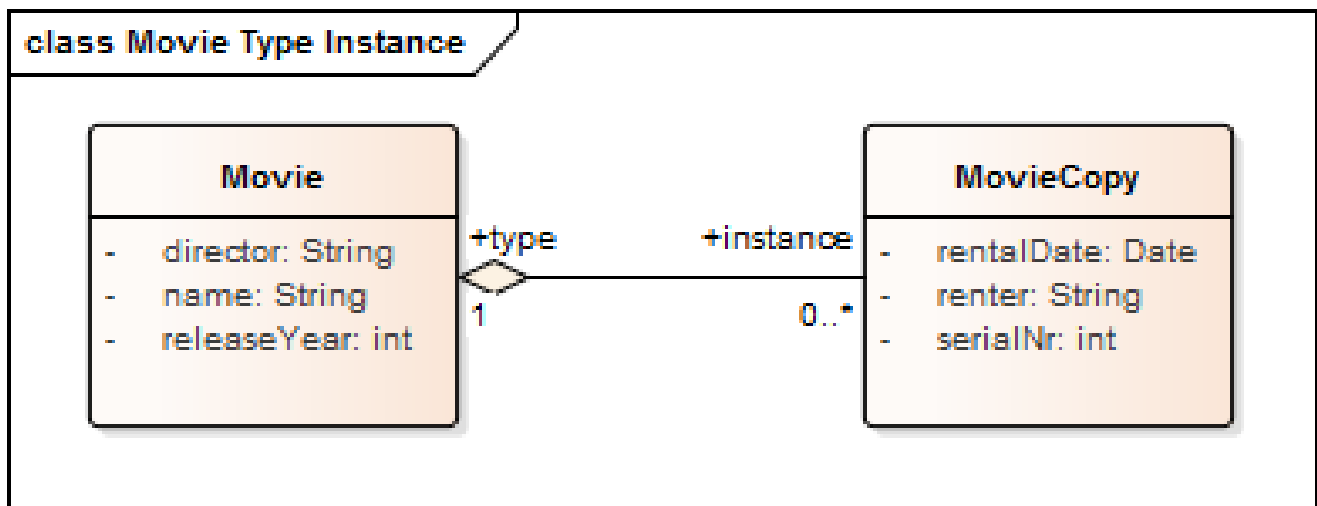 class Movie Type Instance
Movie
- director: String
- name: String
- releaseYear: int
+type
1
+instance
0..*
MovieCopy
- rentalDate: Date
- renter: String
- serialNr: int